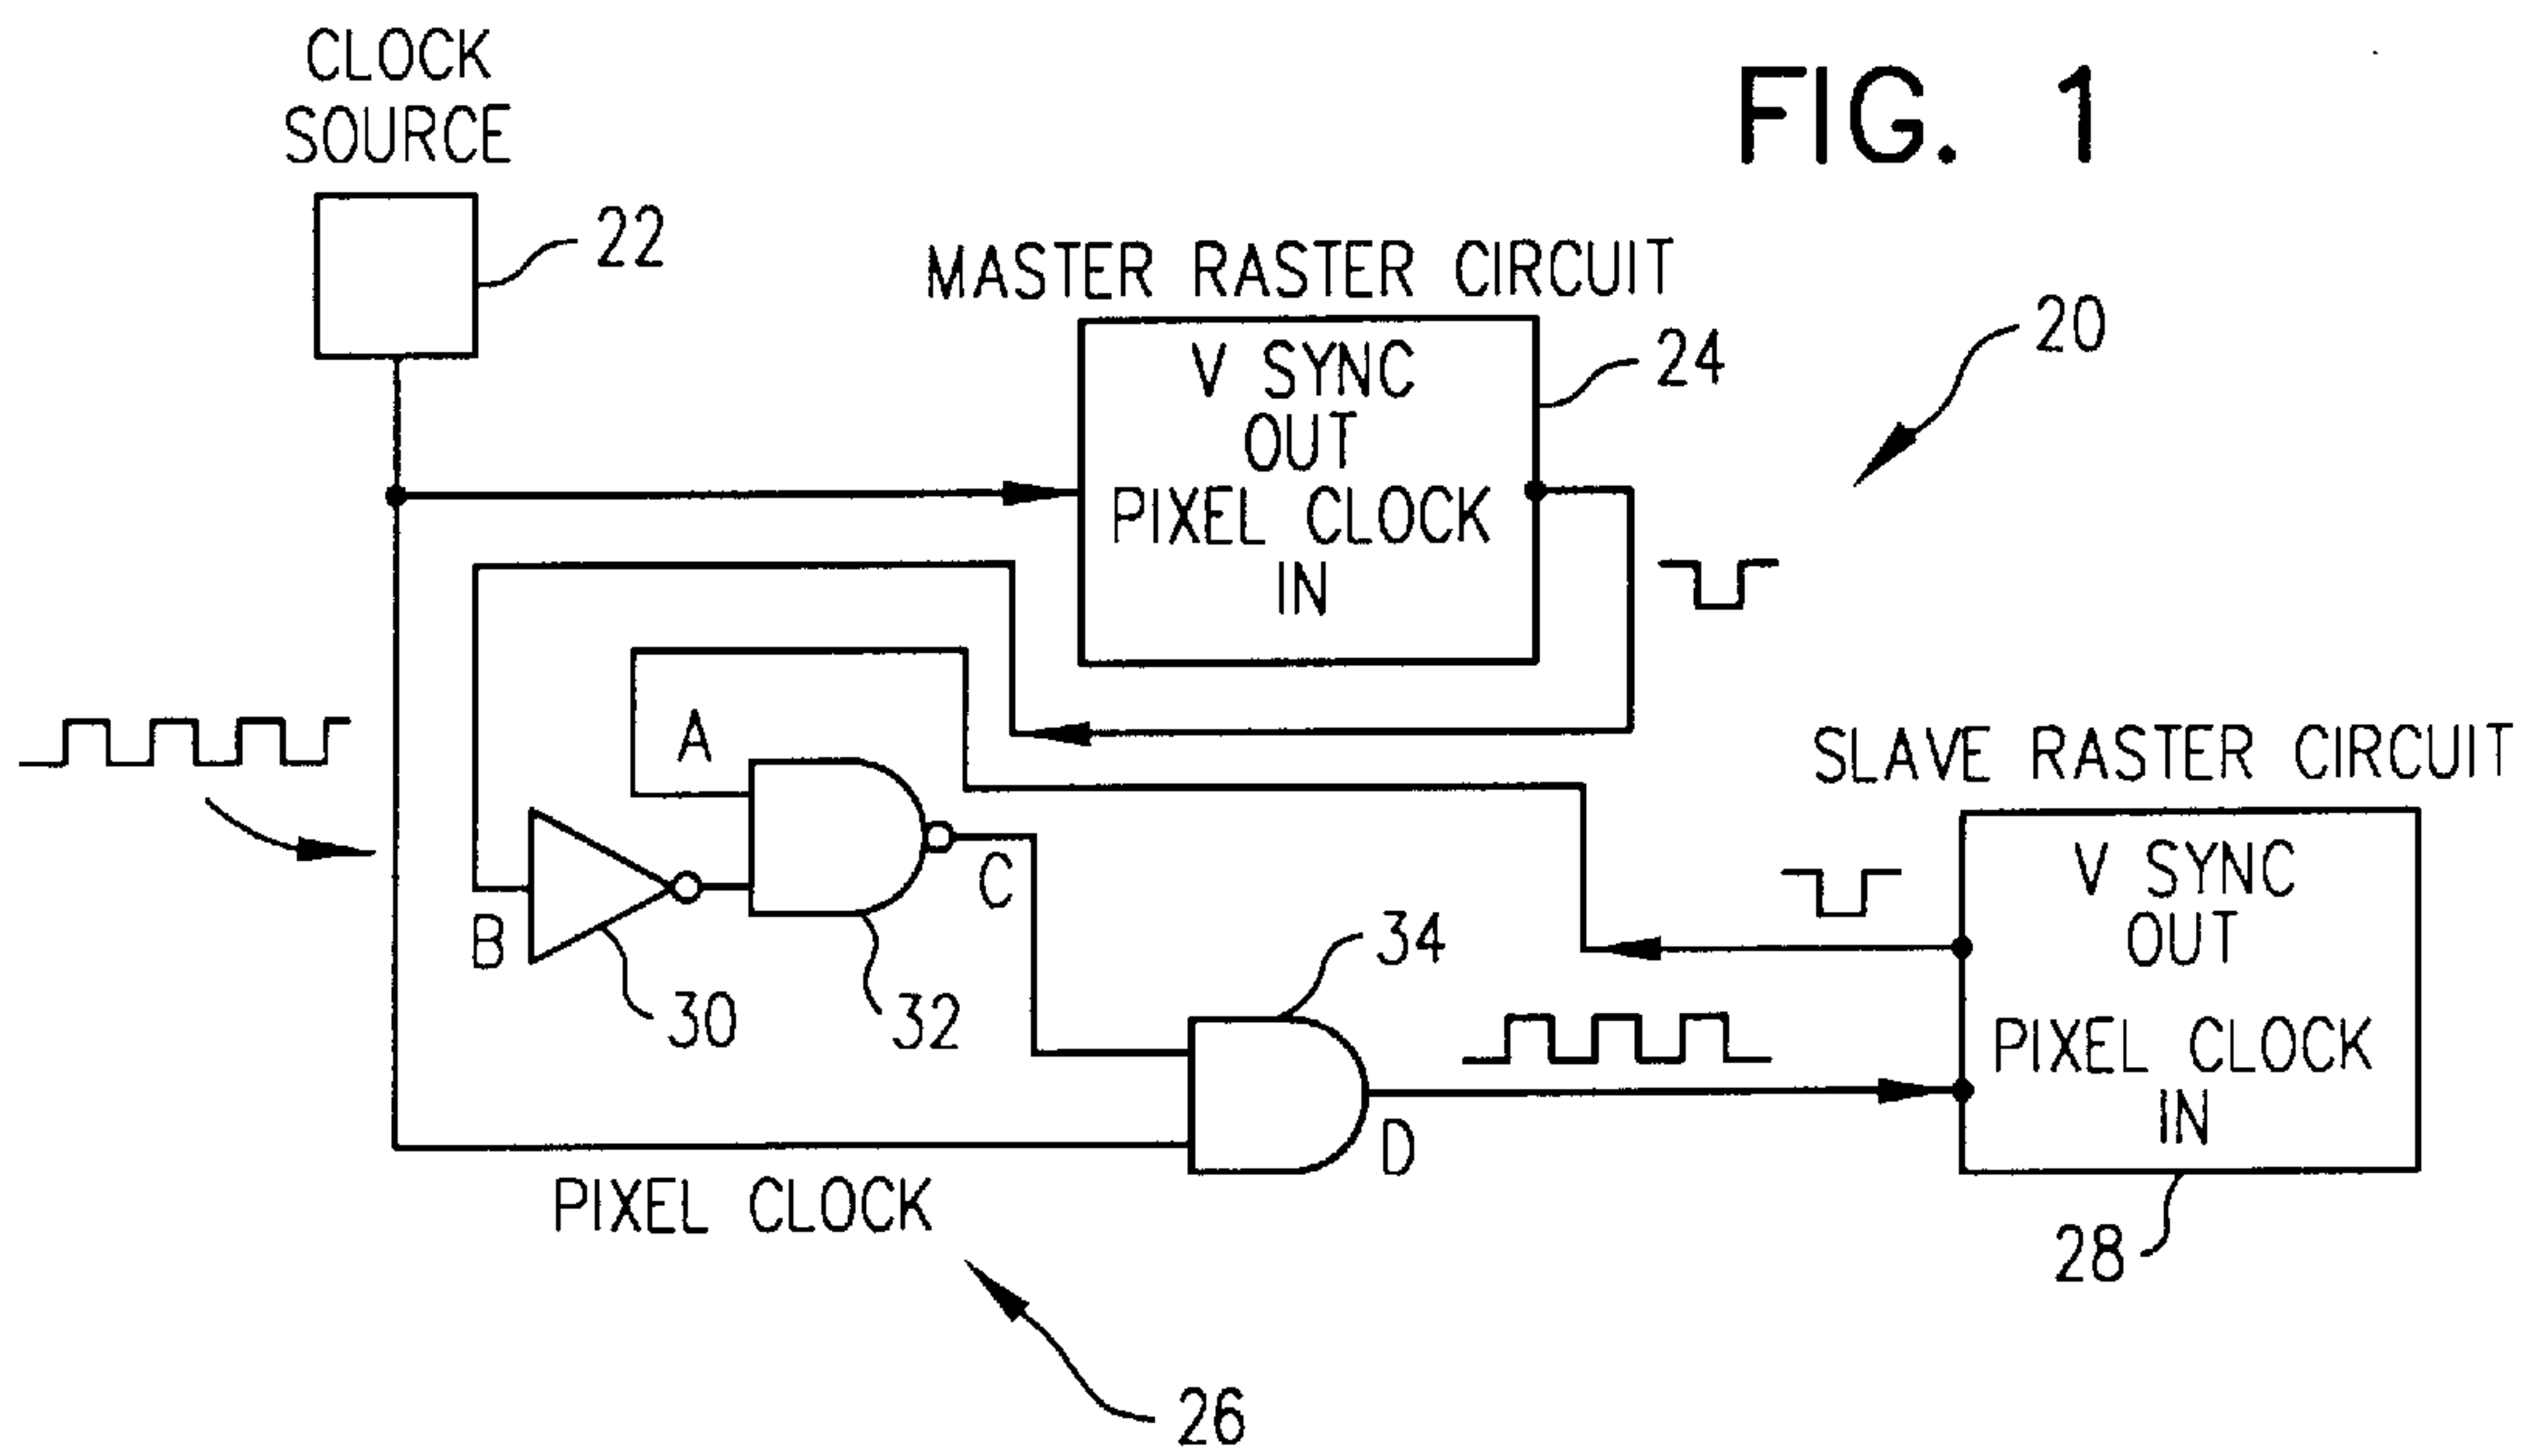 CLOCK
SOURCE
FIG. 1
22
MASTER RASTER CIRCUIT
20
24
V SYNC
OUT
PIXEL CLOCK
IN
A
SLAVE RASTER CIRCUIT
V SYNC
OUT
PIXEL CLOCK
IN
C
B
34
30
32
D
PIXEL CLOCK
28
26